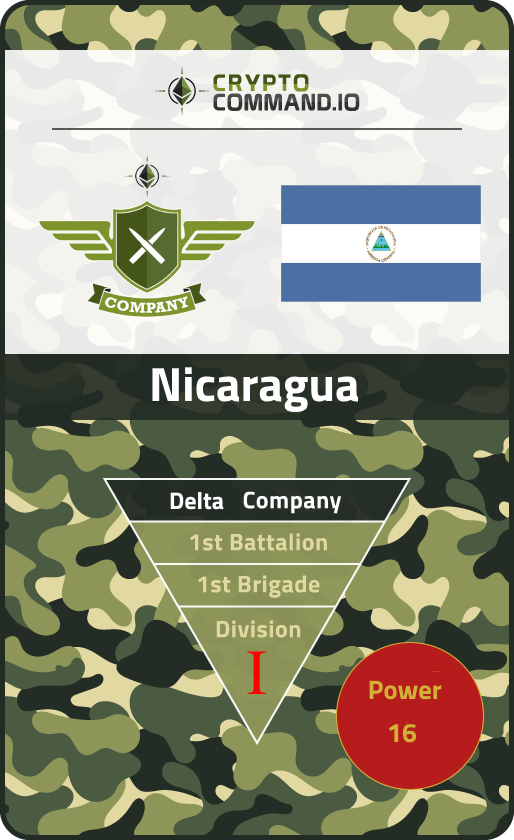 CRYPTO
COMMAND.IO
COMPANY
Nicaragua
Delta Company
1st Battalion
1st Brigade
Division
I
Power
16